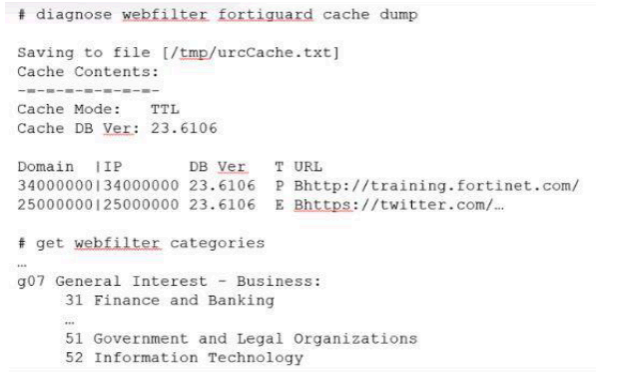 # diagnose webfilter fortiguard cache dump
Saving to file [/tmp/urcCache.txt]
Cache Contents:
-=-=-=-=-=-=-=-
Cache Mode: TTL
Cache DB Ver: 23.6106
Domain |IP DB Ver T URL
34000000|34000000 23.6106 P Bhttp://training.fortinet.com/
25000000|25000000 23.6106 E Bhttps://twitter.com/…
# get webfilter categories
…
g07 General Interest - Business:
31 Finance and Banking
…
51 Government and Legal Organizations
52 Information Technology